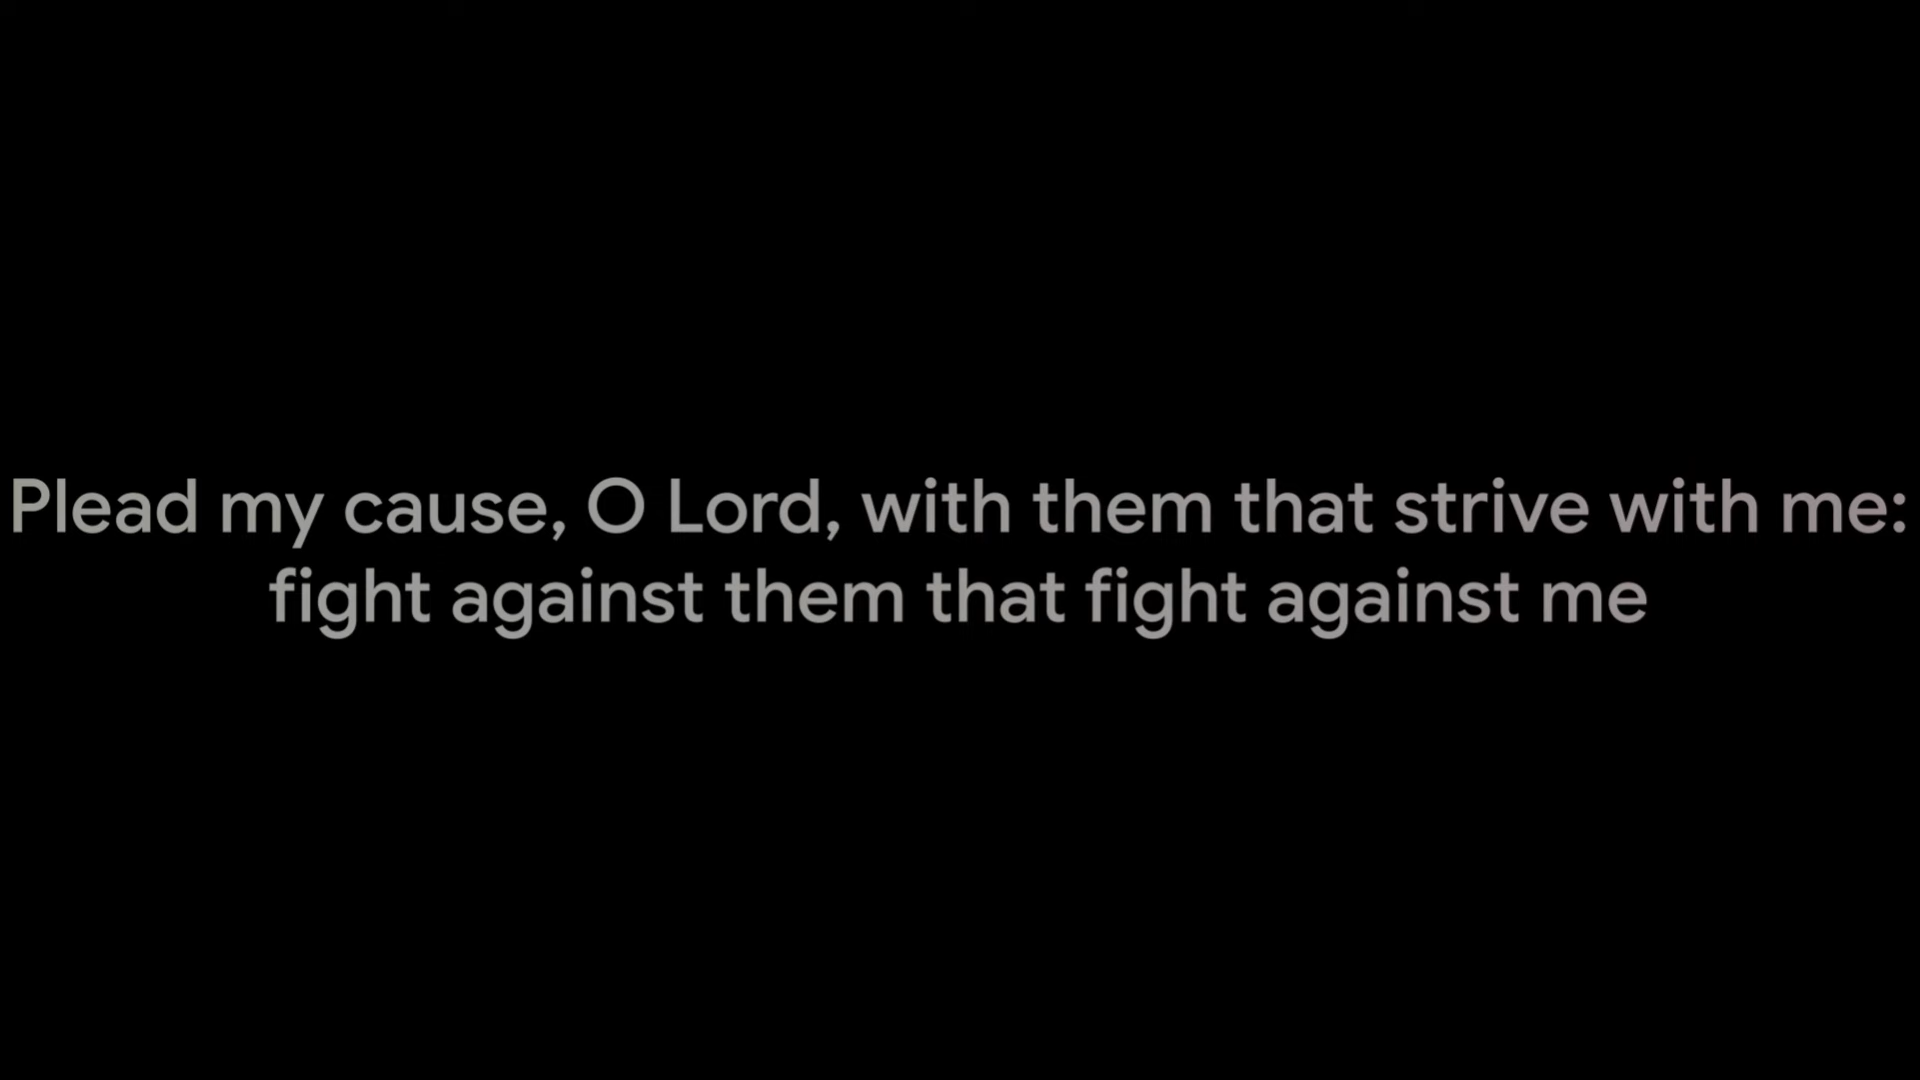 Plead my cause, O Lord, with them that strive with me:
fight against them that fight against me